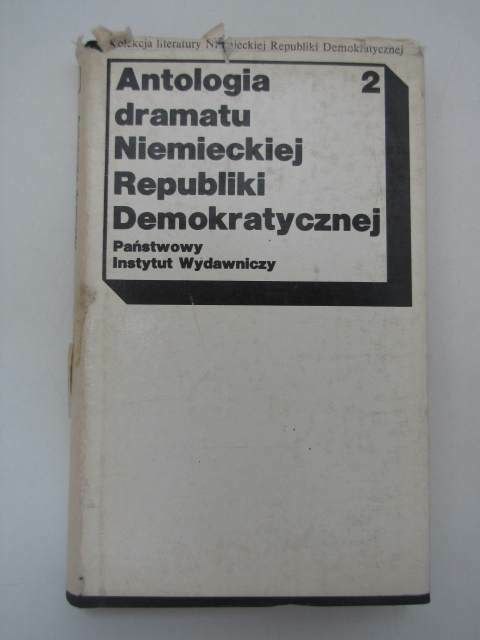 Kolekcja literatury Niemieckiej Republiki Demokratycznej
Antologia 2
dramatu
Niemieckiej
Republiki
Demokratycznej
Państwowy
Instytut Wydawniczy